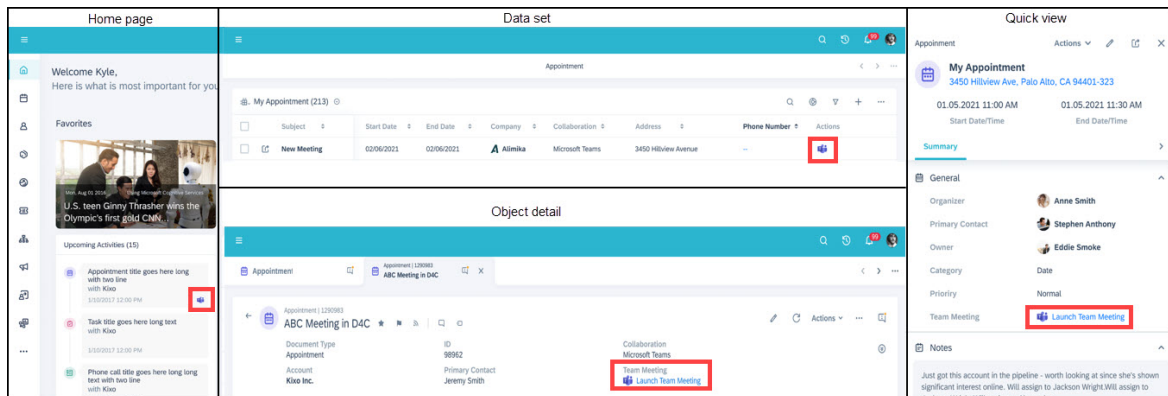 Home page
Welcome Kyle,
Here is what is most important for you
Favorites
Mon, Aug 01 2016
Using Microsoft Cognitive Services
U.S. teen Ginny Thrasher wins the
Olympic's first gold CNN...
Upcoming Activities (15)
Appointment title goes here long
with two line
with Kixo
1/10/2017 12:00 PM
Task title goes here long text
with Kixo
1/10/2017 12:00 PM
Phone call title goes here long long
text with two line
with Kixo
Data set
99
Appointment
My Appointment (213)
Subject Start Date End Date Company Collaboration Address Phone Number Actions
New Meeting 02/06/2021 02/06/2021 Alimika Microsoft Teams 3450 Hillview Avenue --
Object detail
99
Appointment
Appointment | 1290983
ABC Meeting in D4C
Appointment | 1290983
ABC Meeting in D4C
Actions
Document Type ID Collaboration
Appointment 98962 Microsoft Teams
Account Primary Contact Team Meeting
Kixo Inc. Jeremy Smith Launch Team Meeting
Quick view
Appoinment Actions
My Appointment
3450 Hillview Ave, Palo Alto, CA 94401-323
01.05.2021 11:00 AM 01.05.2021 11:30 AM
Start Date/Time End Date/Time
Summary
General
Organizer Anne Smith
Primary Contact Stephen Anthony
Owner Eddie Smoke
Category Date
Prioriry Normal
Team Meeting Launch Team Meeting
Notes
Just got this account in the pipeline - worth looking at since she's shown
significant interest online. Will assign to Jackson Wright.Will assign to